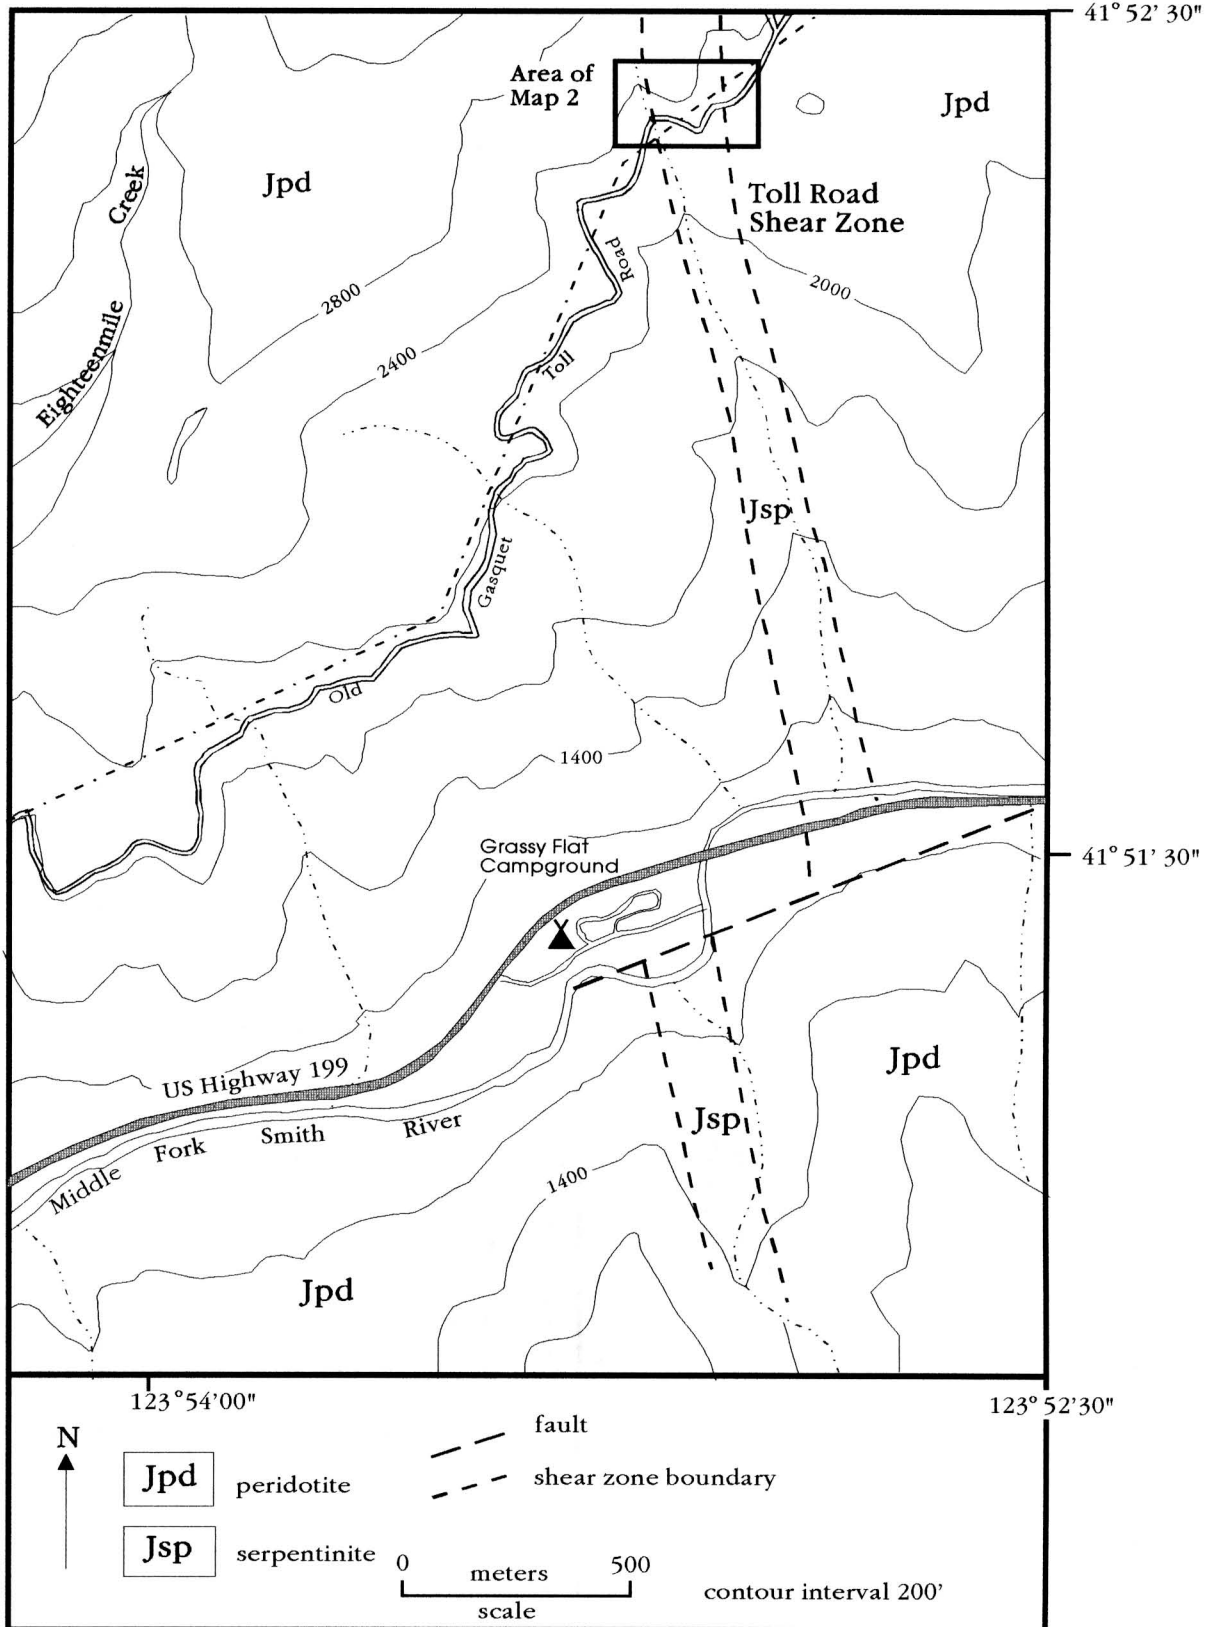 41°52'30"
Area of
Map 2
Jpd
Jpd
Creek
Toll Road
Shear Zone
Road
2800
2000
Eighteenmile
2400
Toll
Jsp
Gasquet
Old
1400
Grassy Flat
Campground
41°51'30"
US Highway 199
Jpd
Jsp
Middle Fork Smith River
1400
Jpd
123°54'00"
123°52'30"
N
fault
Jpd peridotite
shear zone boundary
Jsp serpentinite
0 500
meters
scale
contour interval 200'